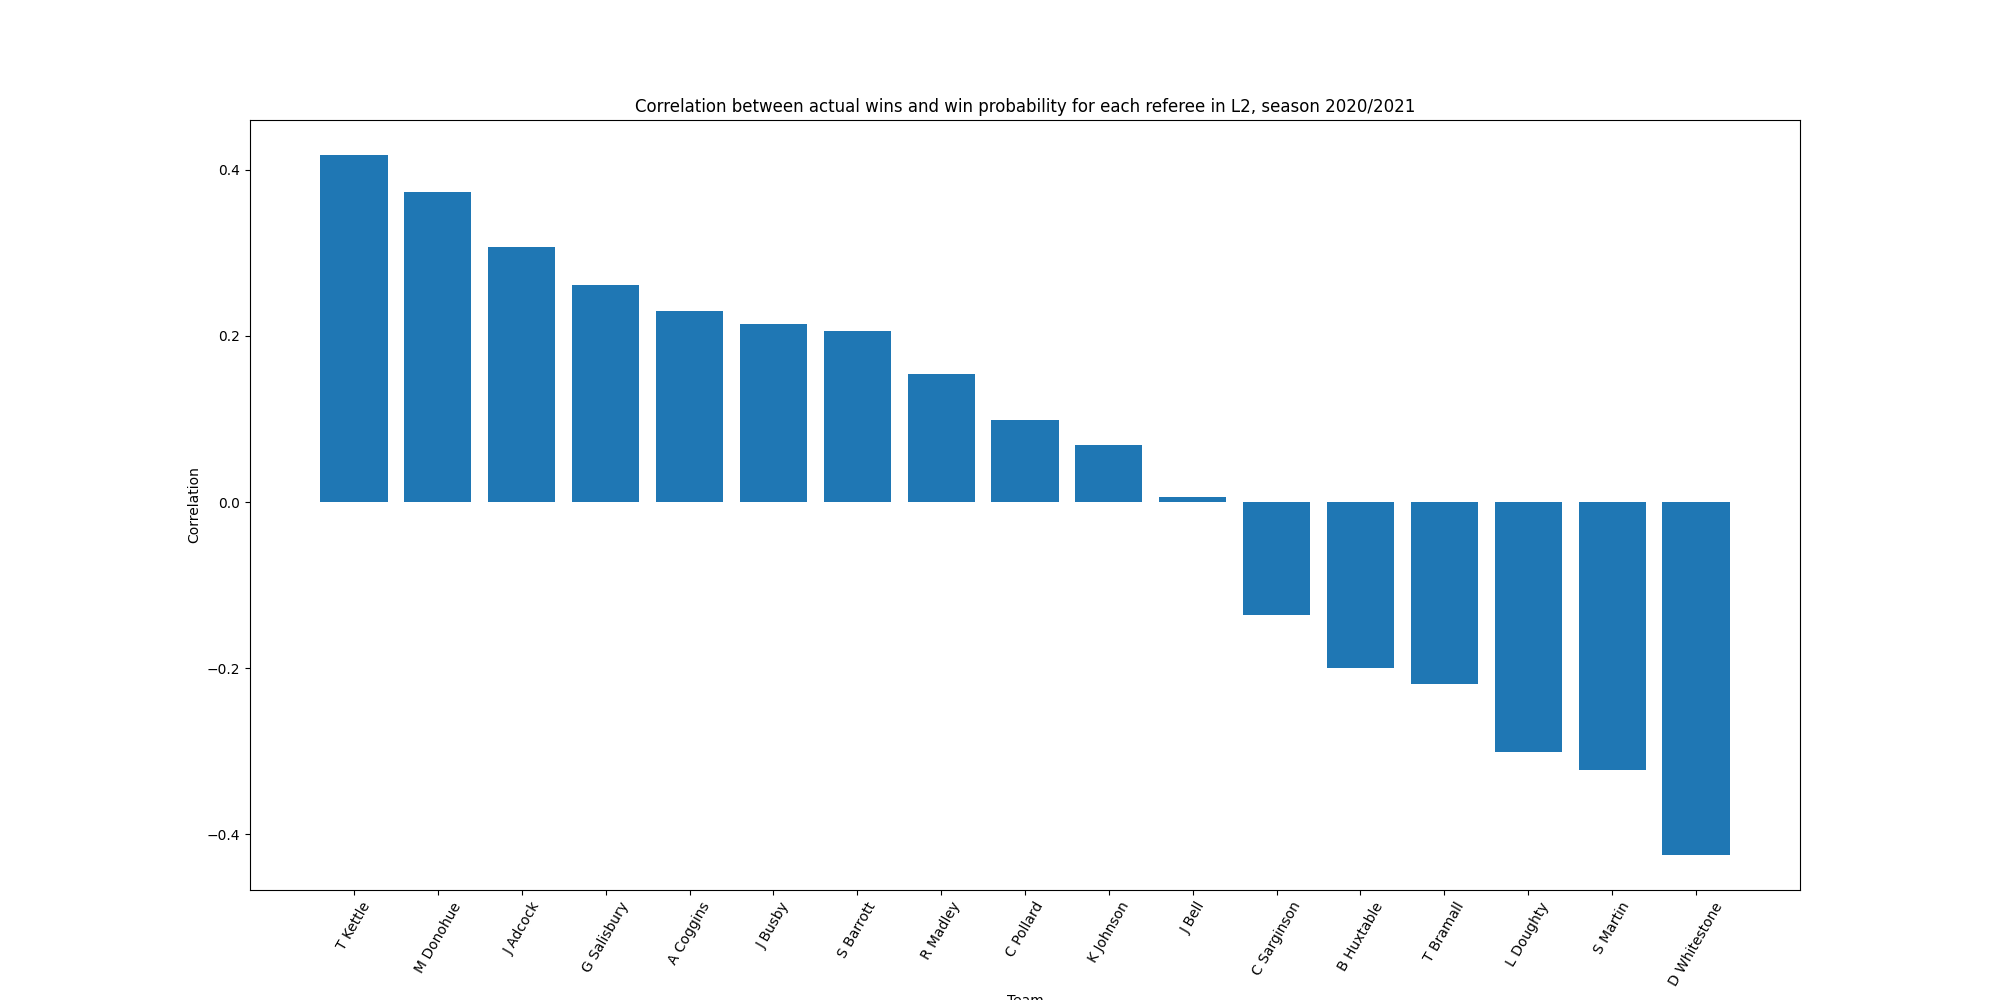 Correlation between actual wins and win probability for each referee in L2, season 2020/2021
Correlation
0.4
0.2
0.0
−0.2
−0.4
T Kettle
M Donohue
J Adcock
G Salisbury
A Coggins
J Busby
S Barrott
R Madley
C Pollard
K Johnson
J Bell
C Sarginson
B Huxtable
T Bramall
L Doughty
S Martin
D Whitestone
Team